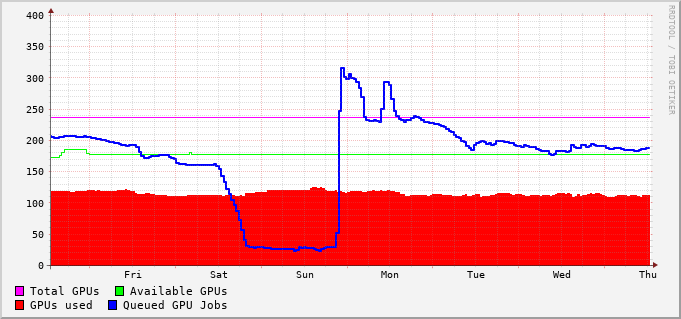 400
350
300
250
200
150
100
50
0
Fri Sat Sun Mon Tue Wed Thu
Total GPUs Available GPUs
GPUs used Queued GPU Jobs
RRDTOOL / TOBI OETIKER